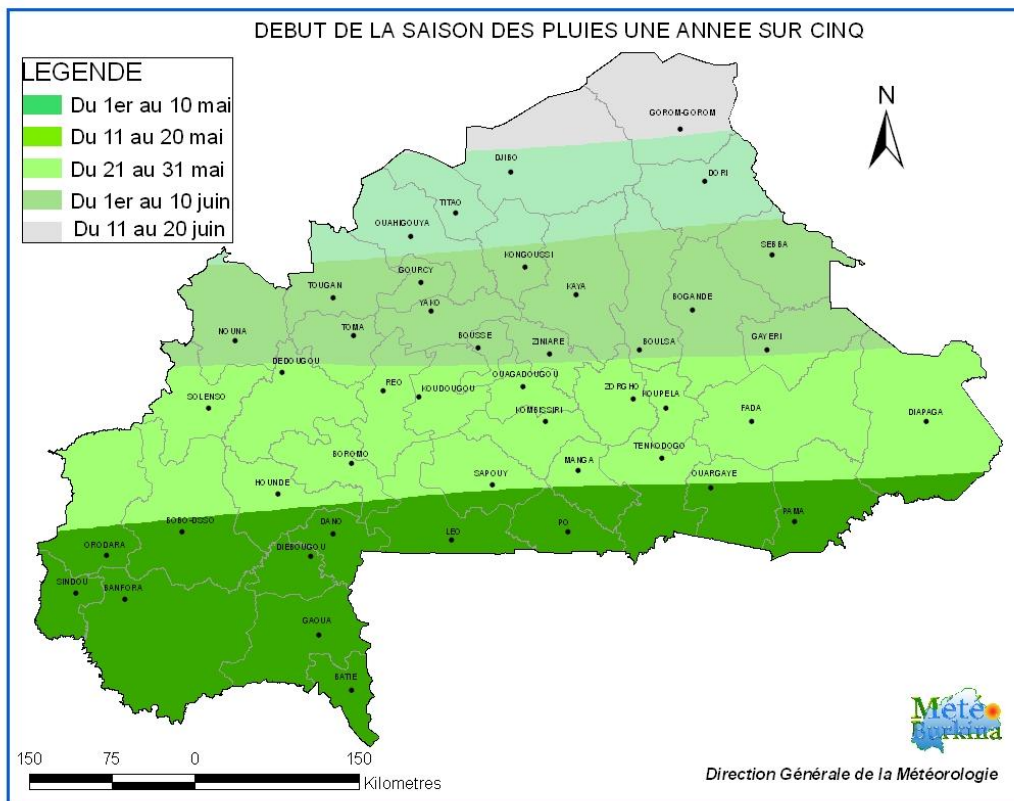 DEBUT DE LA SAISON DES PLUIES UNE ANNEE SUR CINQ
LEGENDE
Du 1er au 10 mai
Du 11 au 20 mai
Du 21 au 31 mai
Du 1er au 10 juin
Du 11 au 20 juin
N
GOROM-GOROM
DJIBO
DORI
TITAO
OUAHIGOUYA
SEBBA
KONGOUSSI
GOURCY
TOUGAN
KAYA
BOGANDE
YAKO
NOUNA
TOMA
BOUSSE
ZINIARE
BOULSA
GAYERI
DEDOUGOU
REO
KOUDOUGOU
OUAGADOUGOU
ZORGHO
KOUPELA
SOLENSO
KOMBISSIRI
FADA
DIAPAGA
BOROMO
TENKODOGO
MANGA
HOUNDE
SAPOUY
OUARGAYE
BOBO-DSSO
DANO
LEO
PO
PAMA
ORODARA
DIEBOUGOU
SINDOU
BANFORA
GAOUA
BATIE
150 75 0 150
Kilometres
Météo
Burkina
Direction Générale de la Météorologie